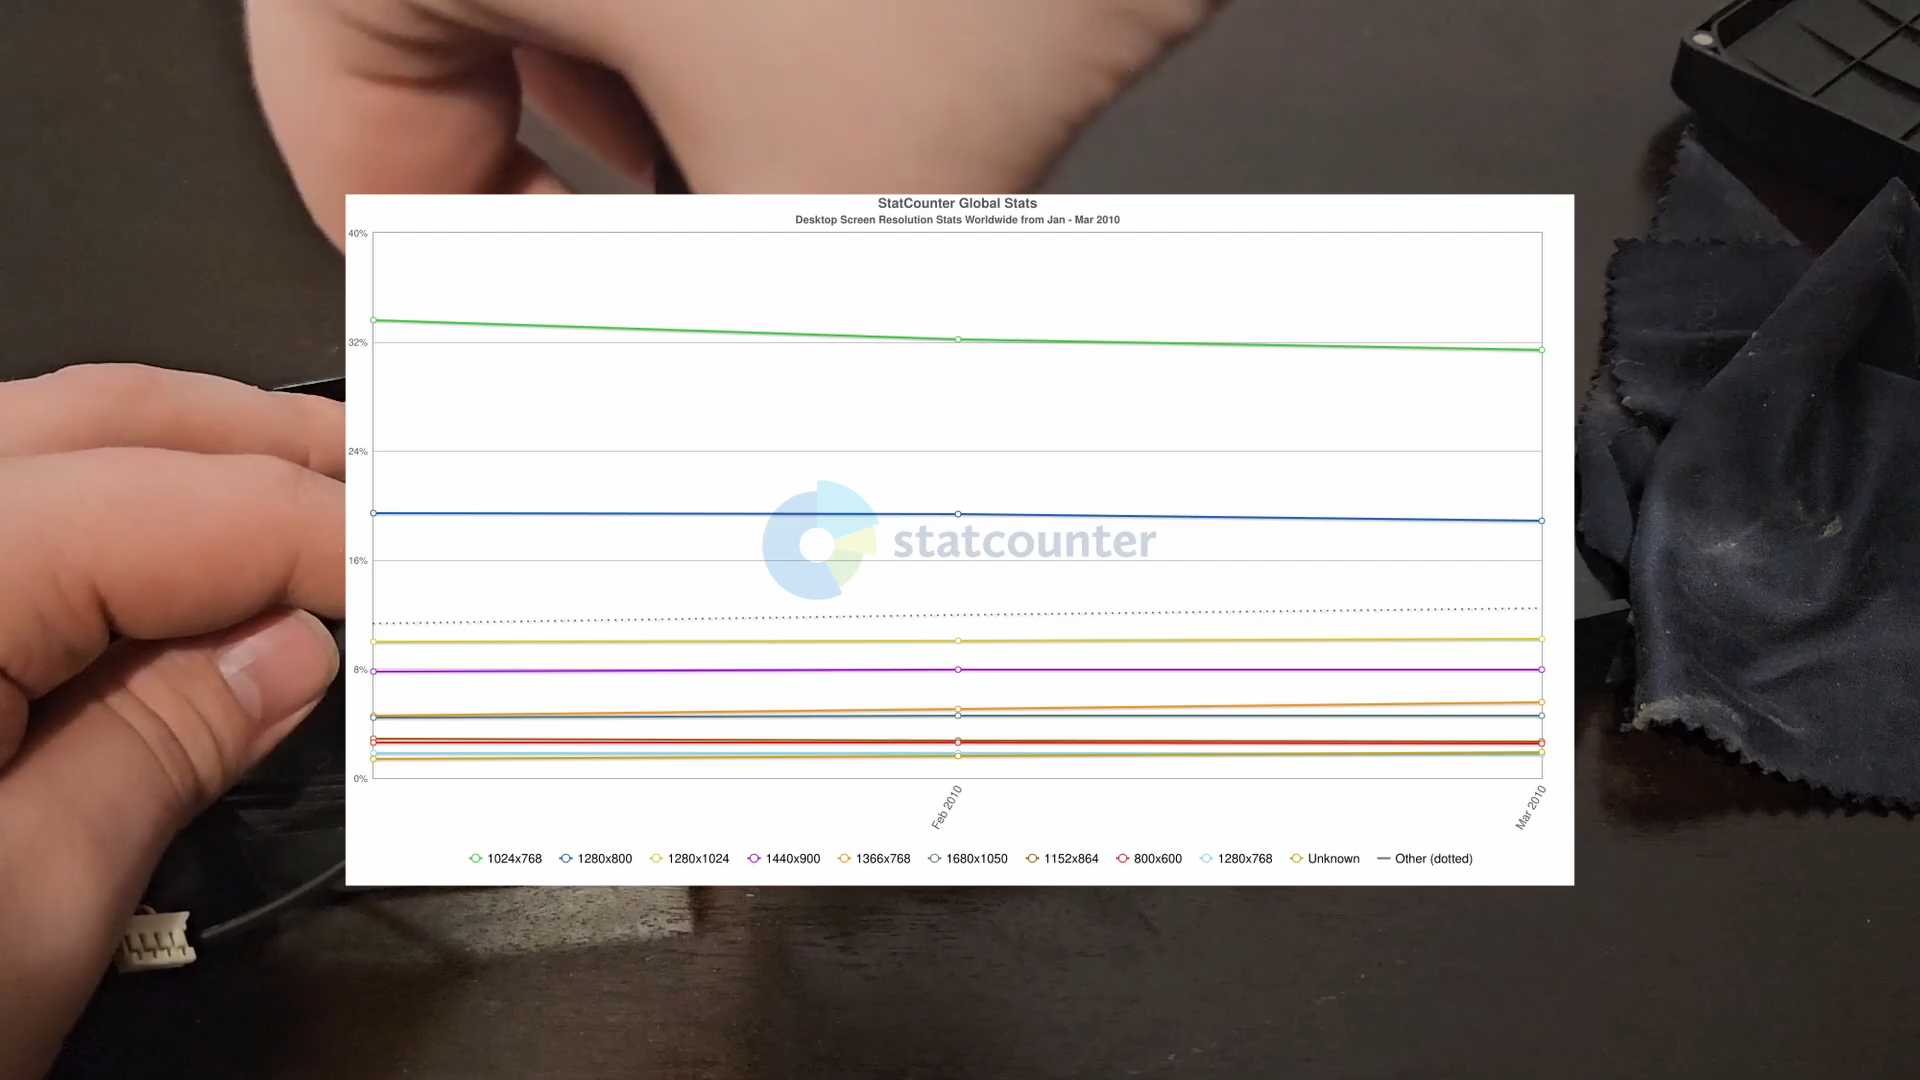 StatCounter Global Stats
Desktop Screen Resolution Stats Worldwide from Jan - Mar 2010
40%
32%
24%
statcounter
16%
8%
0%
Feb 2010
Mar 2010
1024x768 1280x800 1280x1024 1440x900 1366x768 1680x1050 1152x864 800x600 1280x768 Unknown Other (dotted)